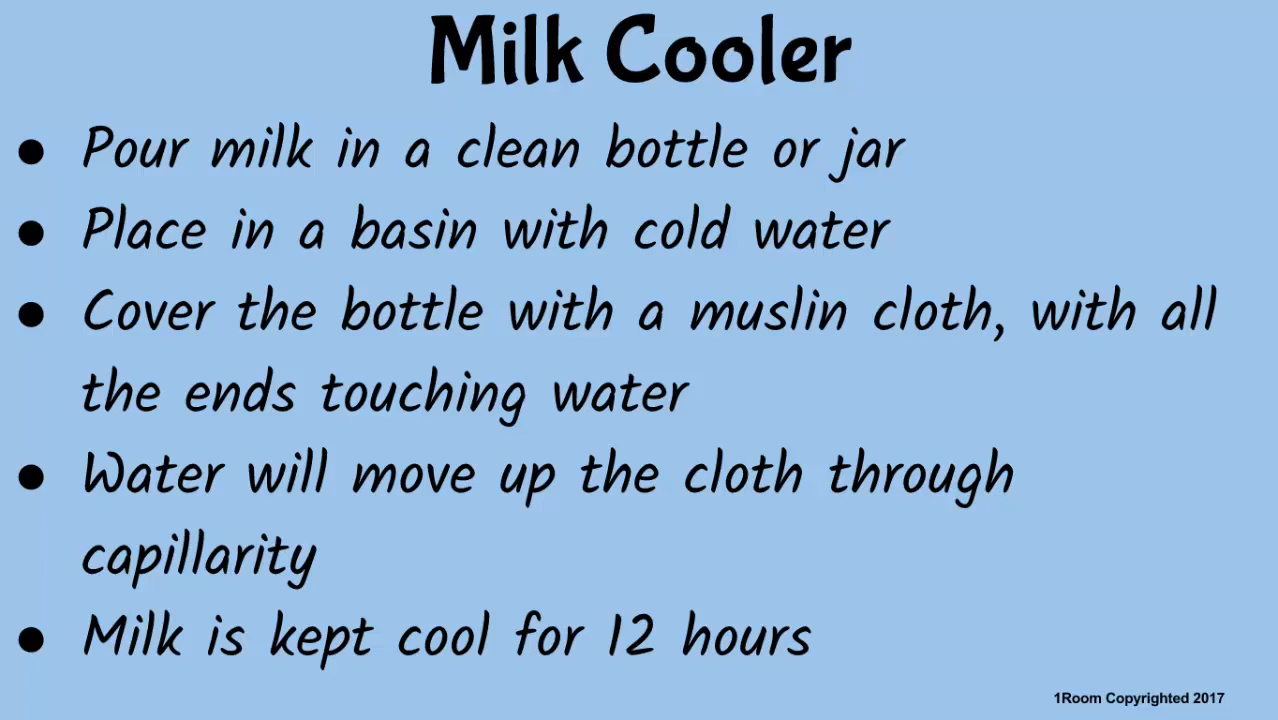 Milk Cooler
● Pour milk in a clean bottle or jar
● Place in a basin with cold water
● Cover the bottle with a muslin cloth, with all
the ends touching water
● Water will move up the cloth through
capillarity
● Milk is kept cool for 12 hours
1Room Copyrighted 2017